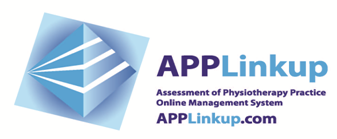 APPLinkup
Assessment of Physiotherapy Practice
Online Management System
APPLinkup.com